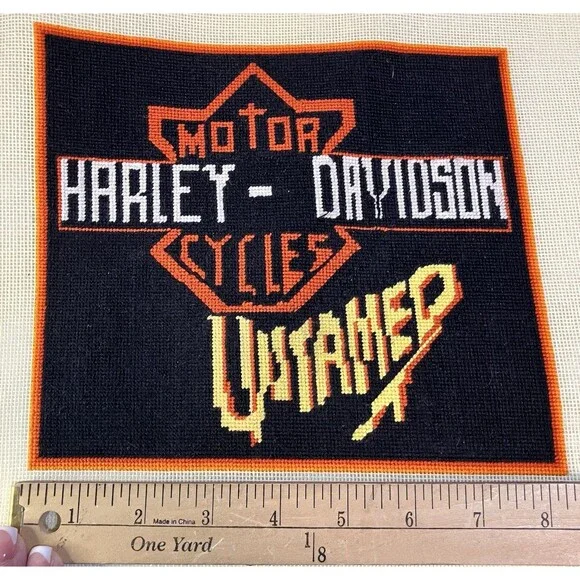 MOTOR
HARLEY - DAVIDSON
CYCLES
UNTAMED
1 2 Made in China 3 4 5 6 7 8
One Yard 1/8